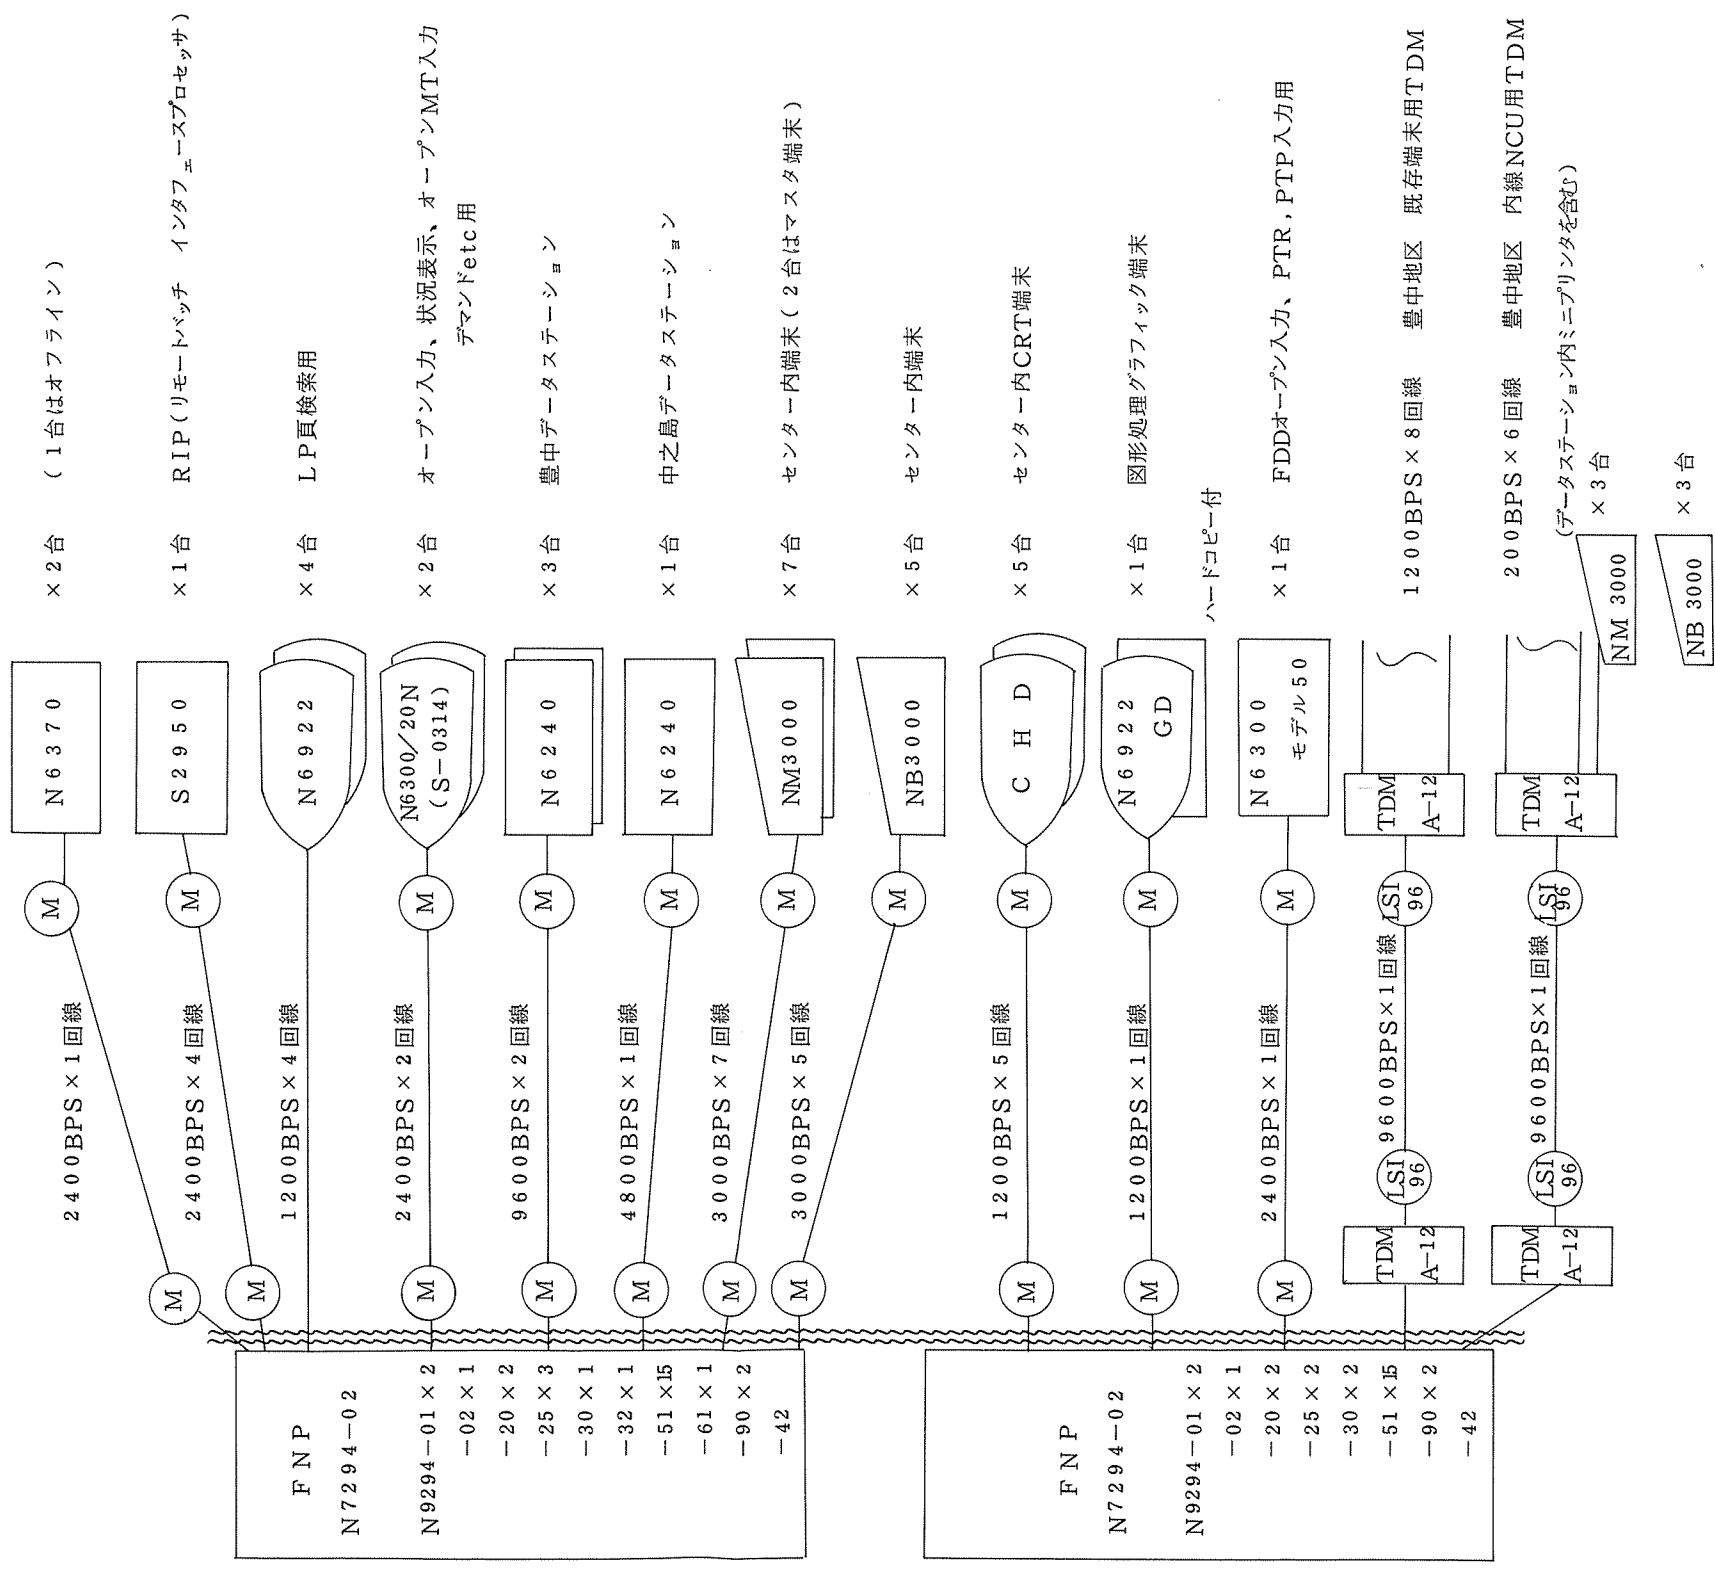 FNP
N7294-02
N9294-01×2
-02×1
-20×2
-25×3
-30×1
-32×1
-51×15
-61×1
-90×2
-42
M 2400BPS×1回線 M N6370 ×2台 (1台はオフライン)
M 2400BPS×4回線 M S2950 ×1台 RIP(リモートバッチ インタフェースプロセッサ)
1200BPS×4回線 N6922 ×4台 LP頁検索用
M 2400BPS×2回線 M N6300/20N (S-0314) ×2台 オープン入力、状況表示、オープンMT入力
デマンドetc用
M 9600BPS×2回線 M N6240 ×3台 豊中データステーション
M 4800BPS×1回線 M N6240 ×1台 中之島データステーション
M 3000BPS×7回線 M NM3000 ×7台 センター内端末(2台はマスタ端末)
M 3000BPS×5回線 M NB3000 ×5台 センター内端末
FNP
N7294-02
N9294-01×2
-02×1
-20×2
-25×2
-30×2
-51×15
-90×2
-42
M 1200BPS×5回線 M CHD ×5台 センター内CRT端末
M 1200BPS×1回線 M N6922 GD ×1台 図形処理グラフィック端末
ハードコピー付
M 2400BPS×1回線 M N6300 モデル50 ×1台 FDDオープン入力、PTR,PTP入力用
TDM A-12 LSI 96 9600BPS×1回線 LSI 96 TDM A-12 1200BPS×8回線 豊中地区 既存端末用TDM
TDM A-12 LSI 96 9600BPS×1回線 LSI 96 TDM A-12 200BPS×6回線 豊中地区 内線NCU用TDM
(データステーション内ミニプリンタを含む)
NM 3000 ×3台
NB 3000 ×3台